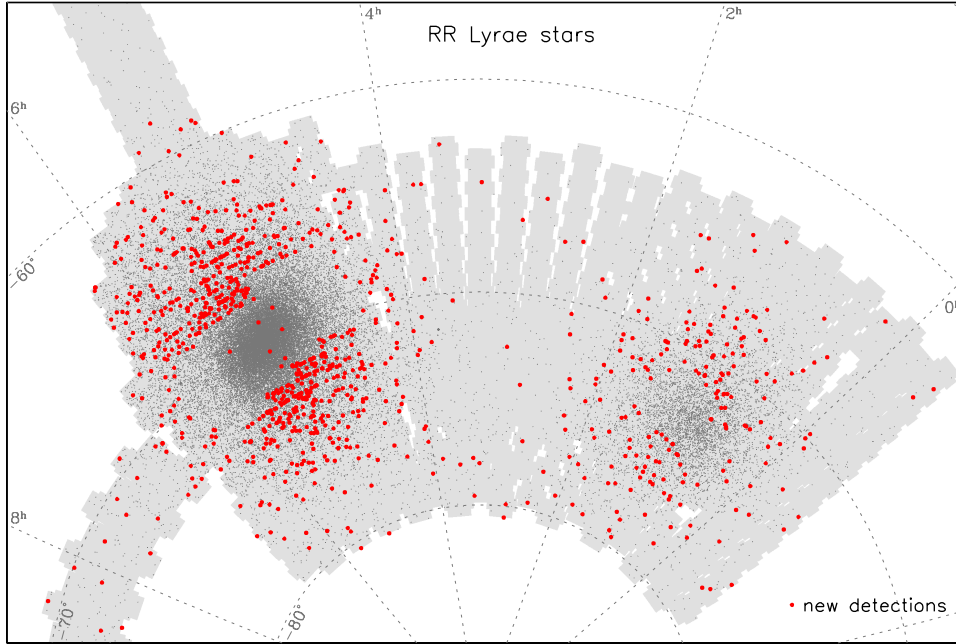 4ʰ
2ʰ
RR Lyrae stars
6ʰ
-60°
0ʰ
8ʰ
-70°
-80°
new detections